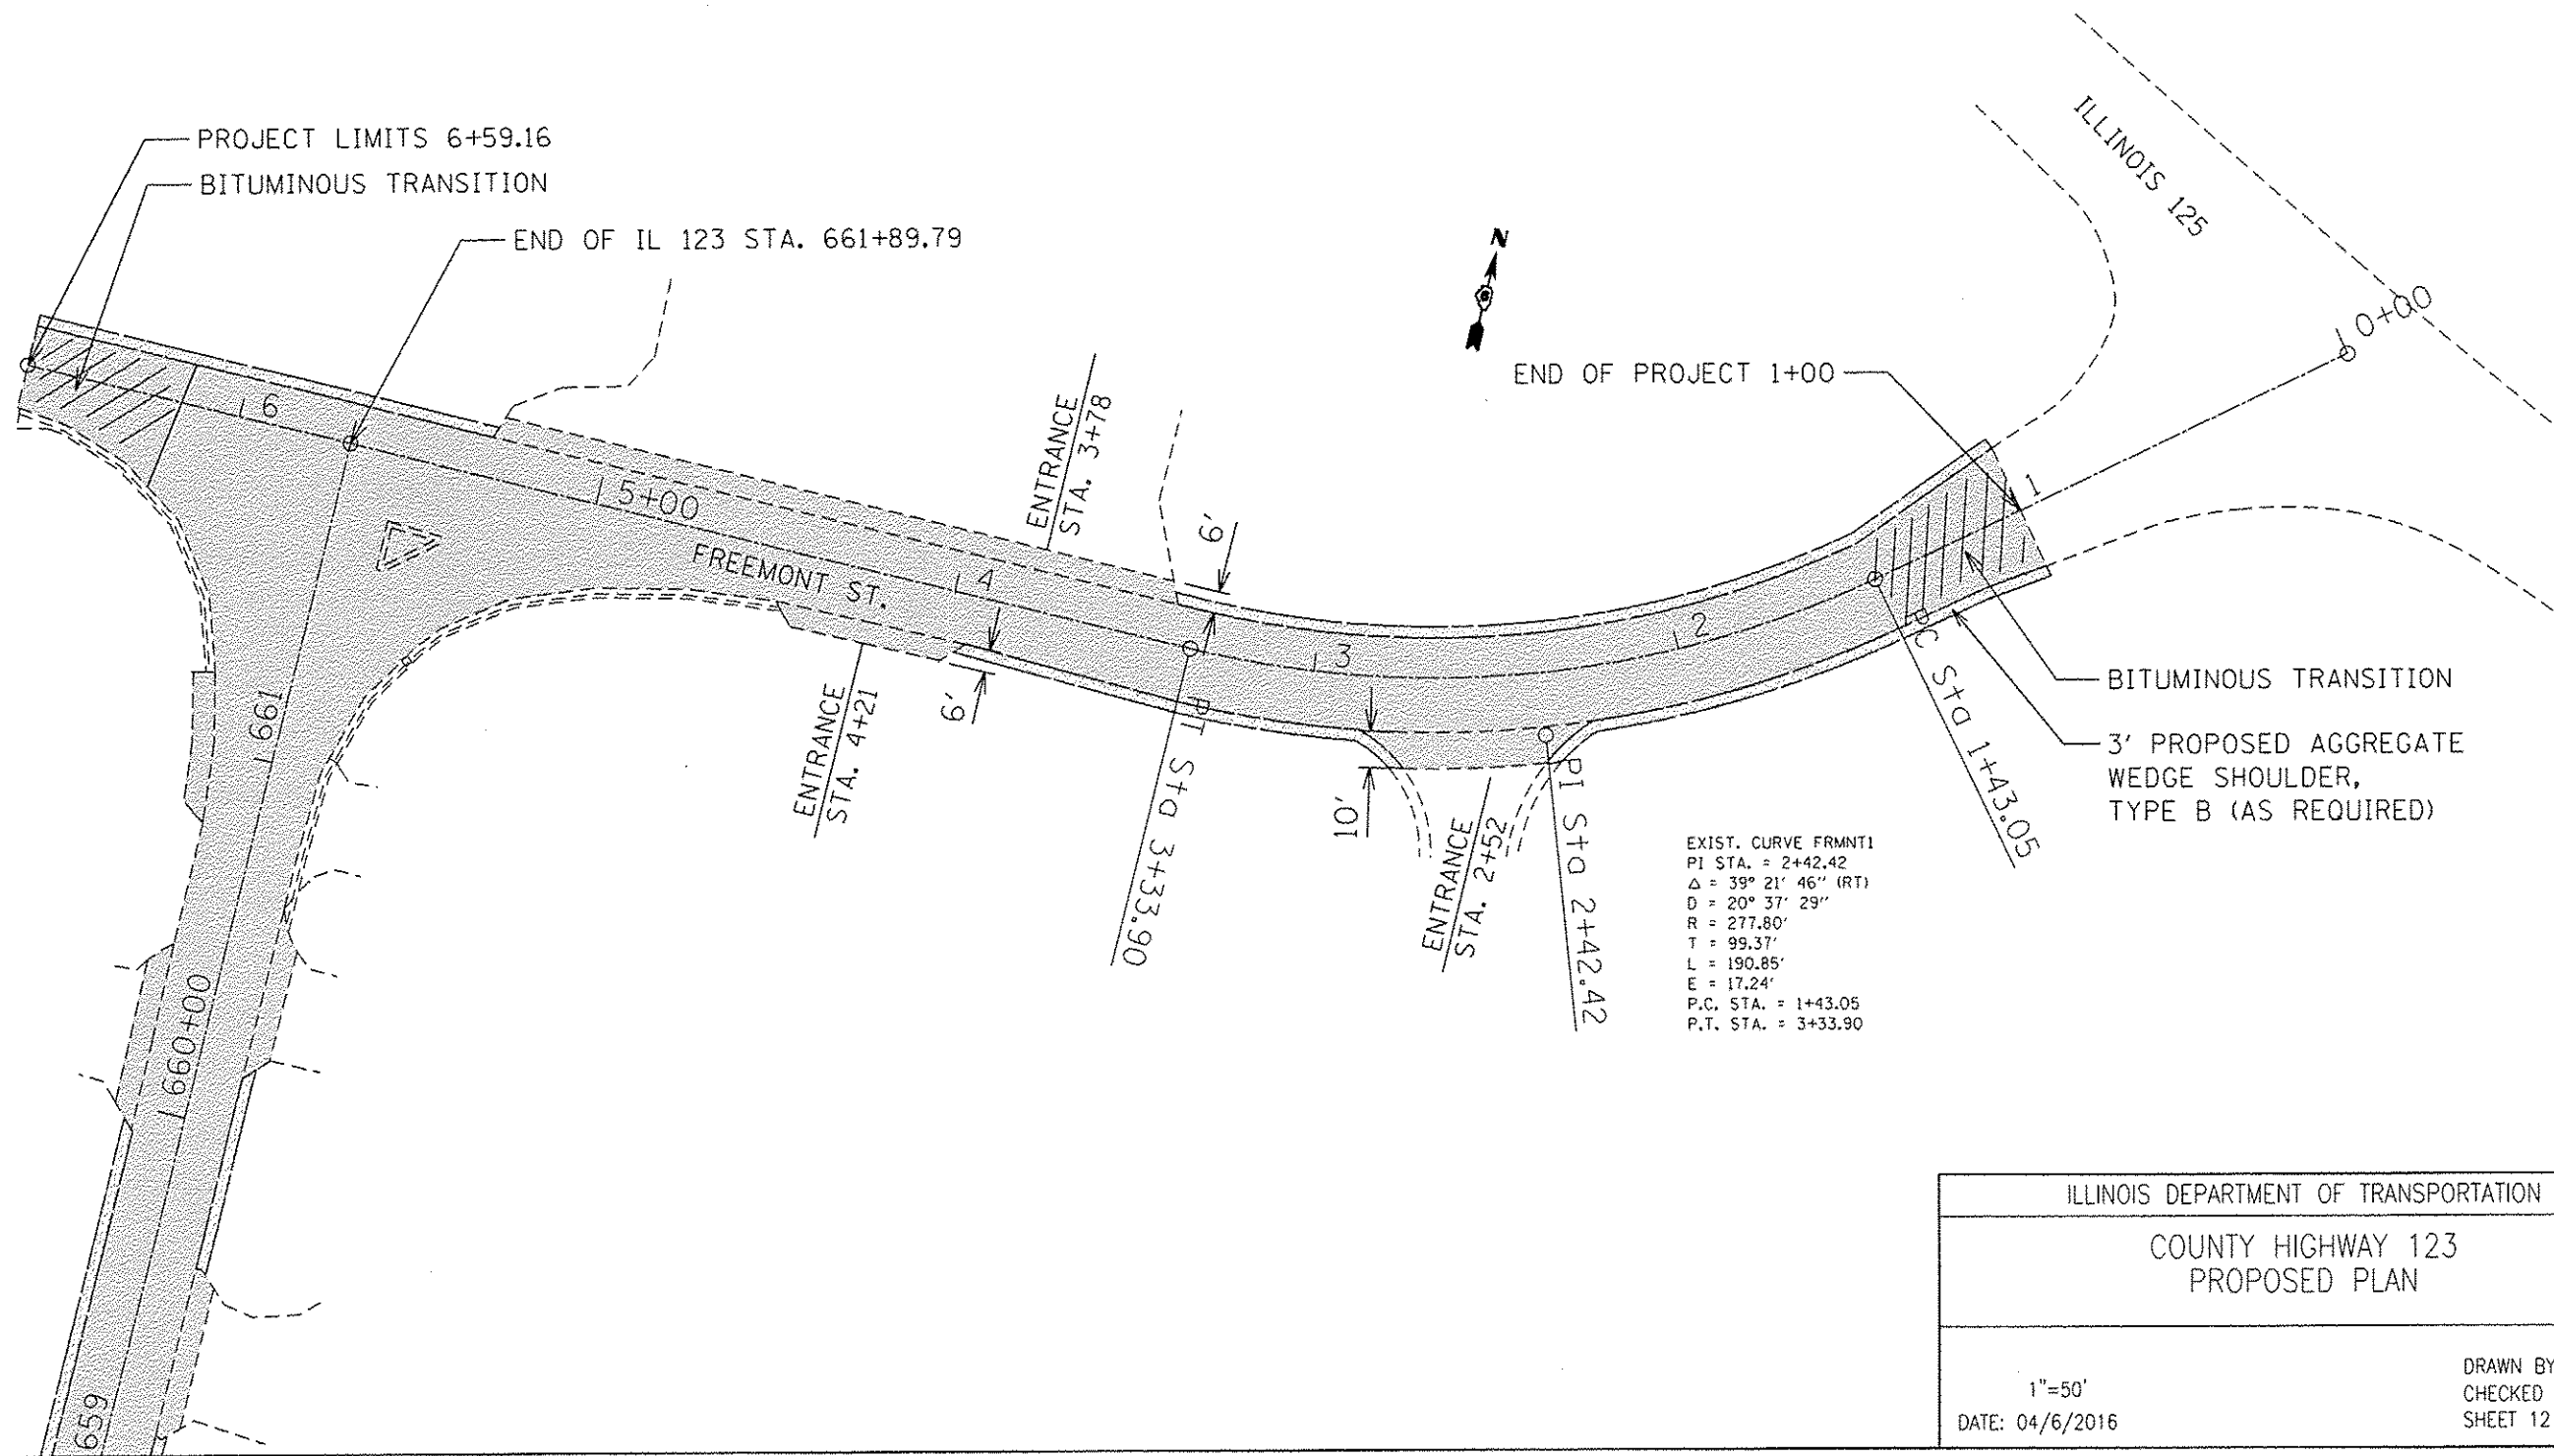 PROJECT LIMITS 6+59.16
BITUMINOUS TRANSITION
END OF IL 123 STA. 661+89.79
ILLINOIS 125
N
0+00
END OF PROJECT 1+00
1
6
5+00
FREEMONT ST.
4
ENTRANCE
STA. 3+78
6'
3
2
6'
ENTRANCE
STA. 4+21
PT Sta 3+33.90
10'
ENTRANCE
STA. 2+52
PI Sta 2+42.42
PC Sta 1+43.05
BITUMINOUS TRANSITION
3' PROPOSED AGGREGATE
WEDGE SHOULDER,
TYPE B (AS REQUIRED)
EXIST. CURVE FRMNT1
PI STA. = 2+42.42
Δ = 39° 21' 46" (RT)
D = 20° 37' 29"
R = 277.80'
T = 99.37'
L = 190.85'
E = 17.24'
P.C. STA. = 1+43.05
P.T. STA. = 3+33.90
661
660+00
659
ILLINOIS DEPARTMENT OF TRANSPORTATION
COUNTY HIGHWAY 123
PROPOSED PLAN
1"=50'
DATE: 04/6/2016
DRAWN BY
CHECKED
SHEET 12